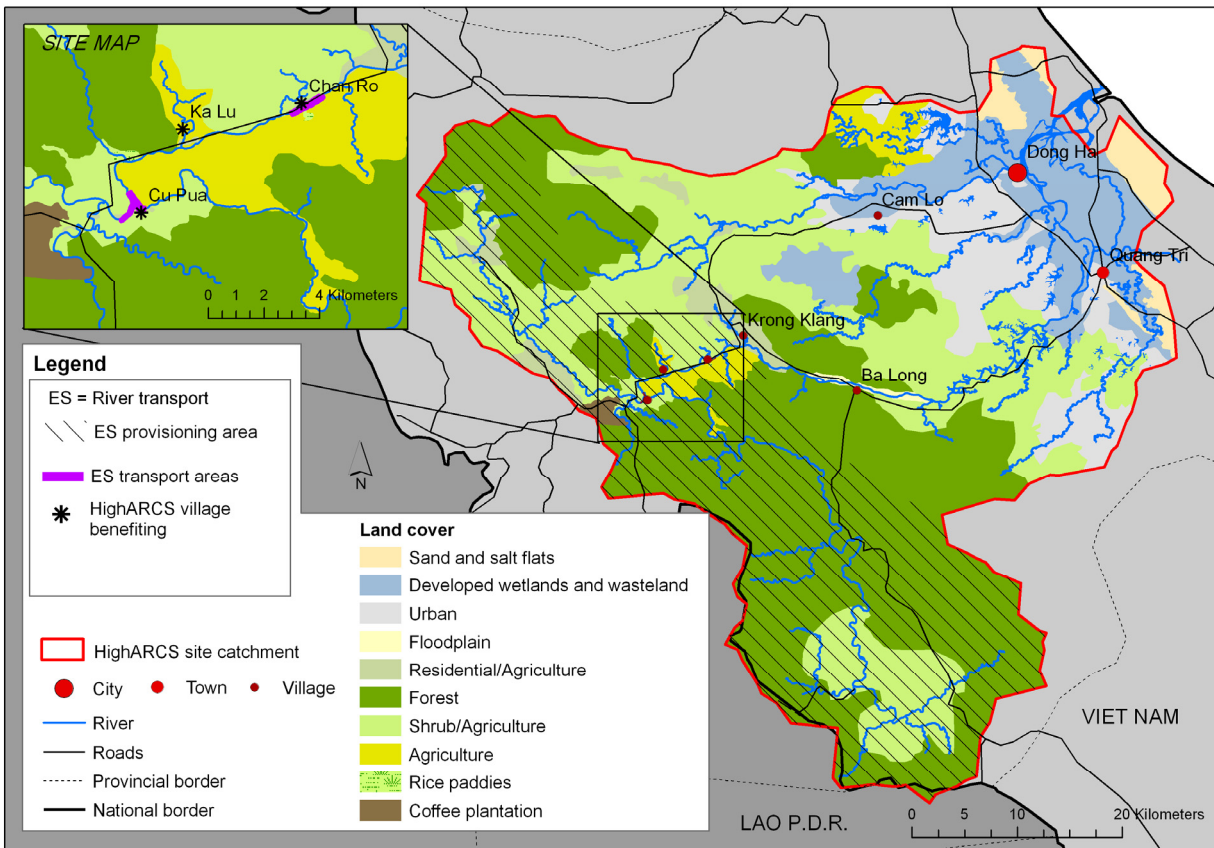 SITE MAP
Chan Ro
Ka Lu
Cu Pua
0 1 2 4 Kilometers
Dong Ha
Cam Lo
Quang Tri
Krong Klang
Ba Long
N
VIET NAM
LAO P.D.R.
0 5 10 20 Kilometers
Legend
ES = River transport
ES provisioning area
ES transport areas
HighARCS village
benefiting
HighARCS site catchment
City Town Village
River
Roads
Provincial border
National border
Land cover
Sand and salt flats
Developed wetlands and wasteland
Urban
Floodplain
Residential/Agriculture
Forest
Shrub/Agriculture
Agriculture
Rice paddies
Coffee plantation